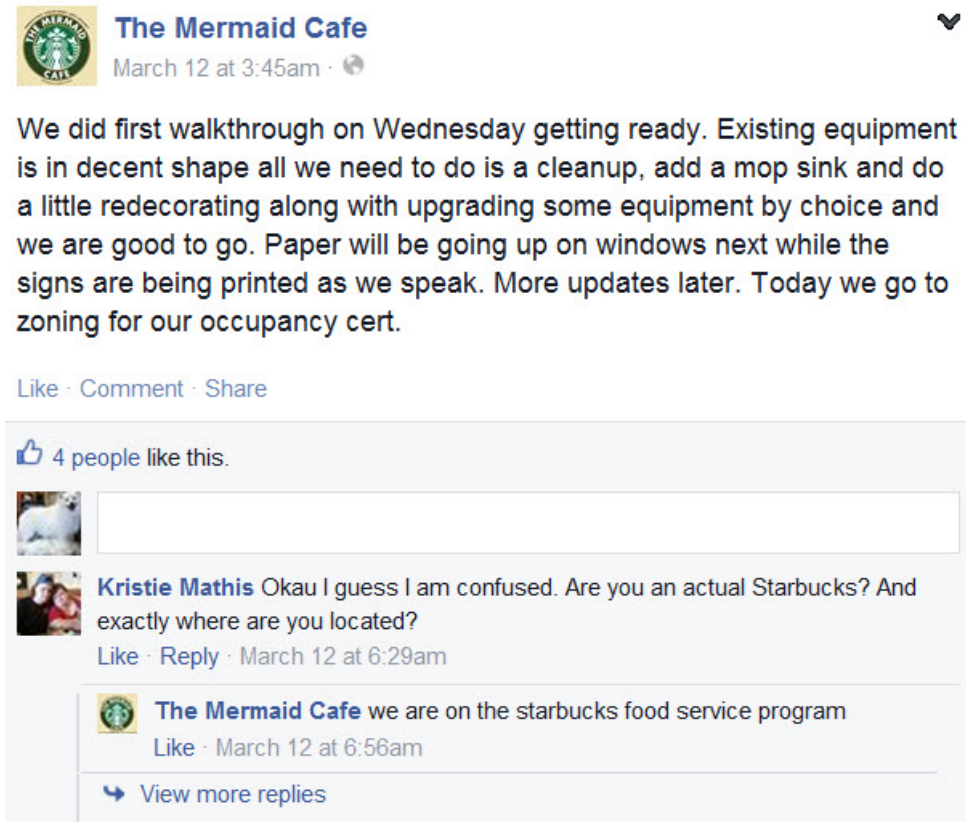 THE MERMAID
CAFE
The Mermaid Cafe
March 12 at 3:45am ·
We did first walkthrough on Wednesday getting ready. Existing equipment
is in decent shape all we need to do is a cleanup, add a mop sink and do
a little redecorating along with upgrading some equipment by choice and
we are good to go. Paper will be going up on windows next while the
signs are being printed as we speak. More updates later. Today we go to
zoning for our occupancy cert.
Like · Comment · Share
4 people like this.
Kristie Mathis Okau I guess I am confused. Are you an actual Starbucks? And
exactly where are you located?
Like · Reply · March 12 at 6:29am
The Mermaid Cafe we are on the starbucks food service program
Like · March 12 at 6:56am
View more replies